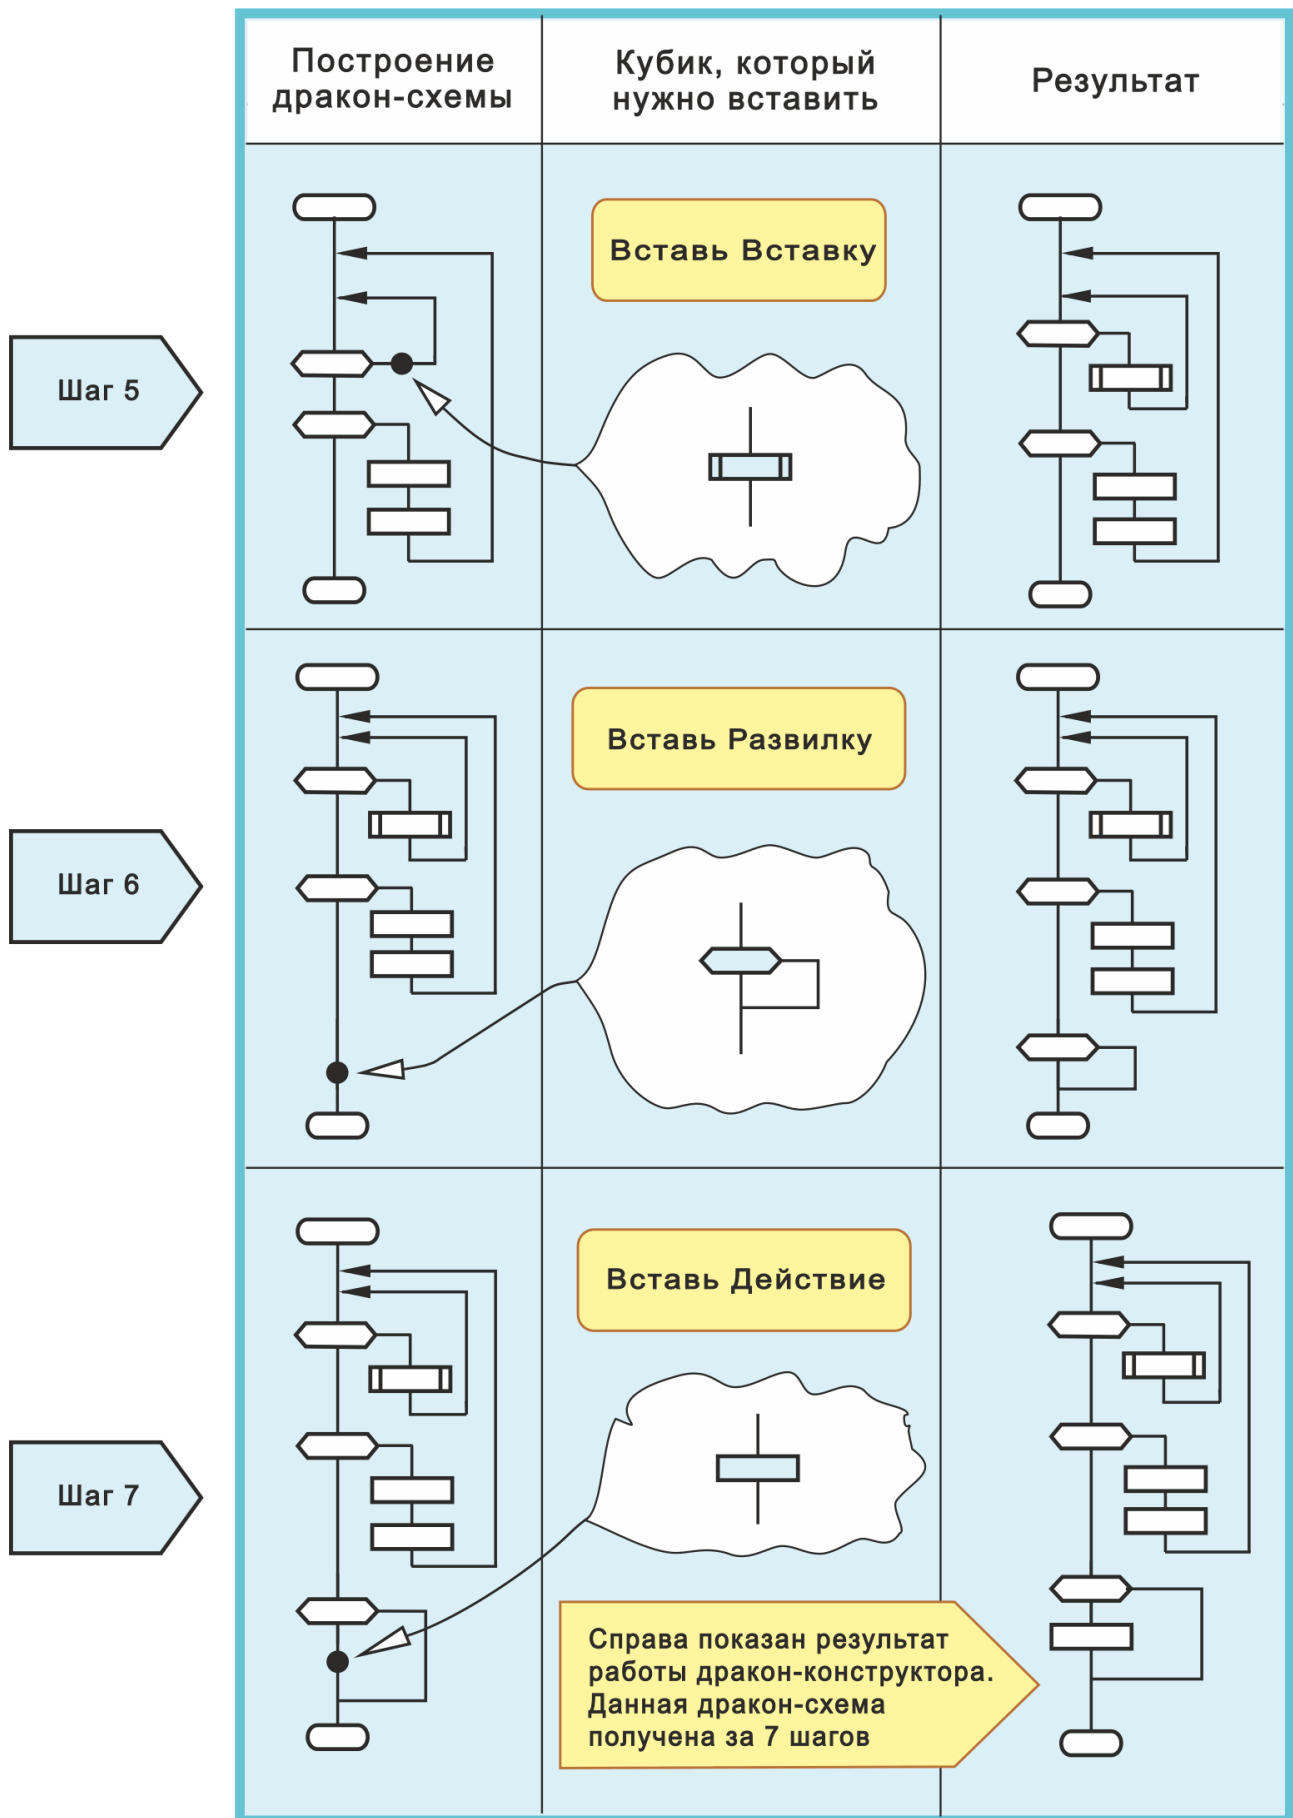 Построение
дракон-схемы
Кубик, который
нужно вставить
Результат
Шаг 5
Вставь Вставку
Шаг 6
Вставь Развилку
Шаг 7
Вставь Действие
Справа показан результат
работы дракон-конструктора.
Данная дракон-схема
получена за 7 шагов